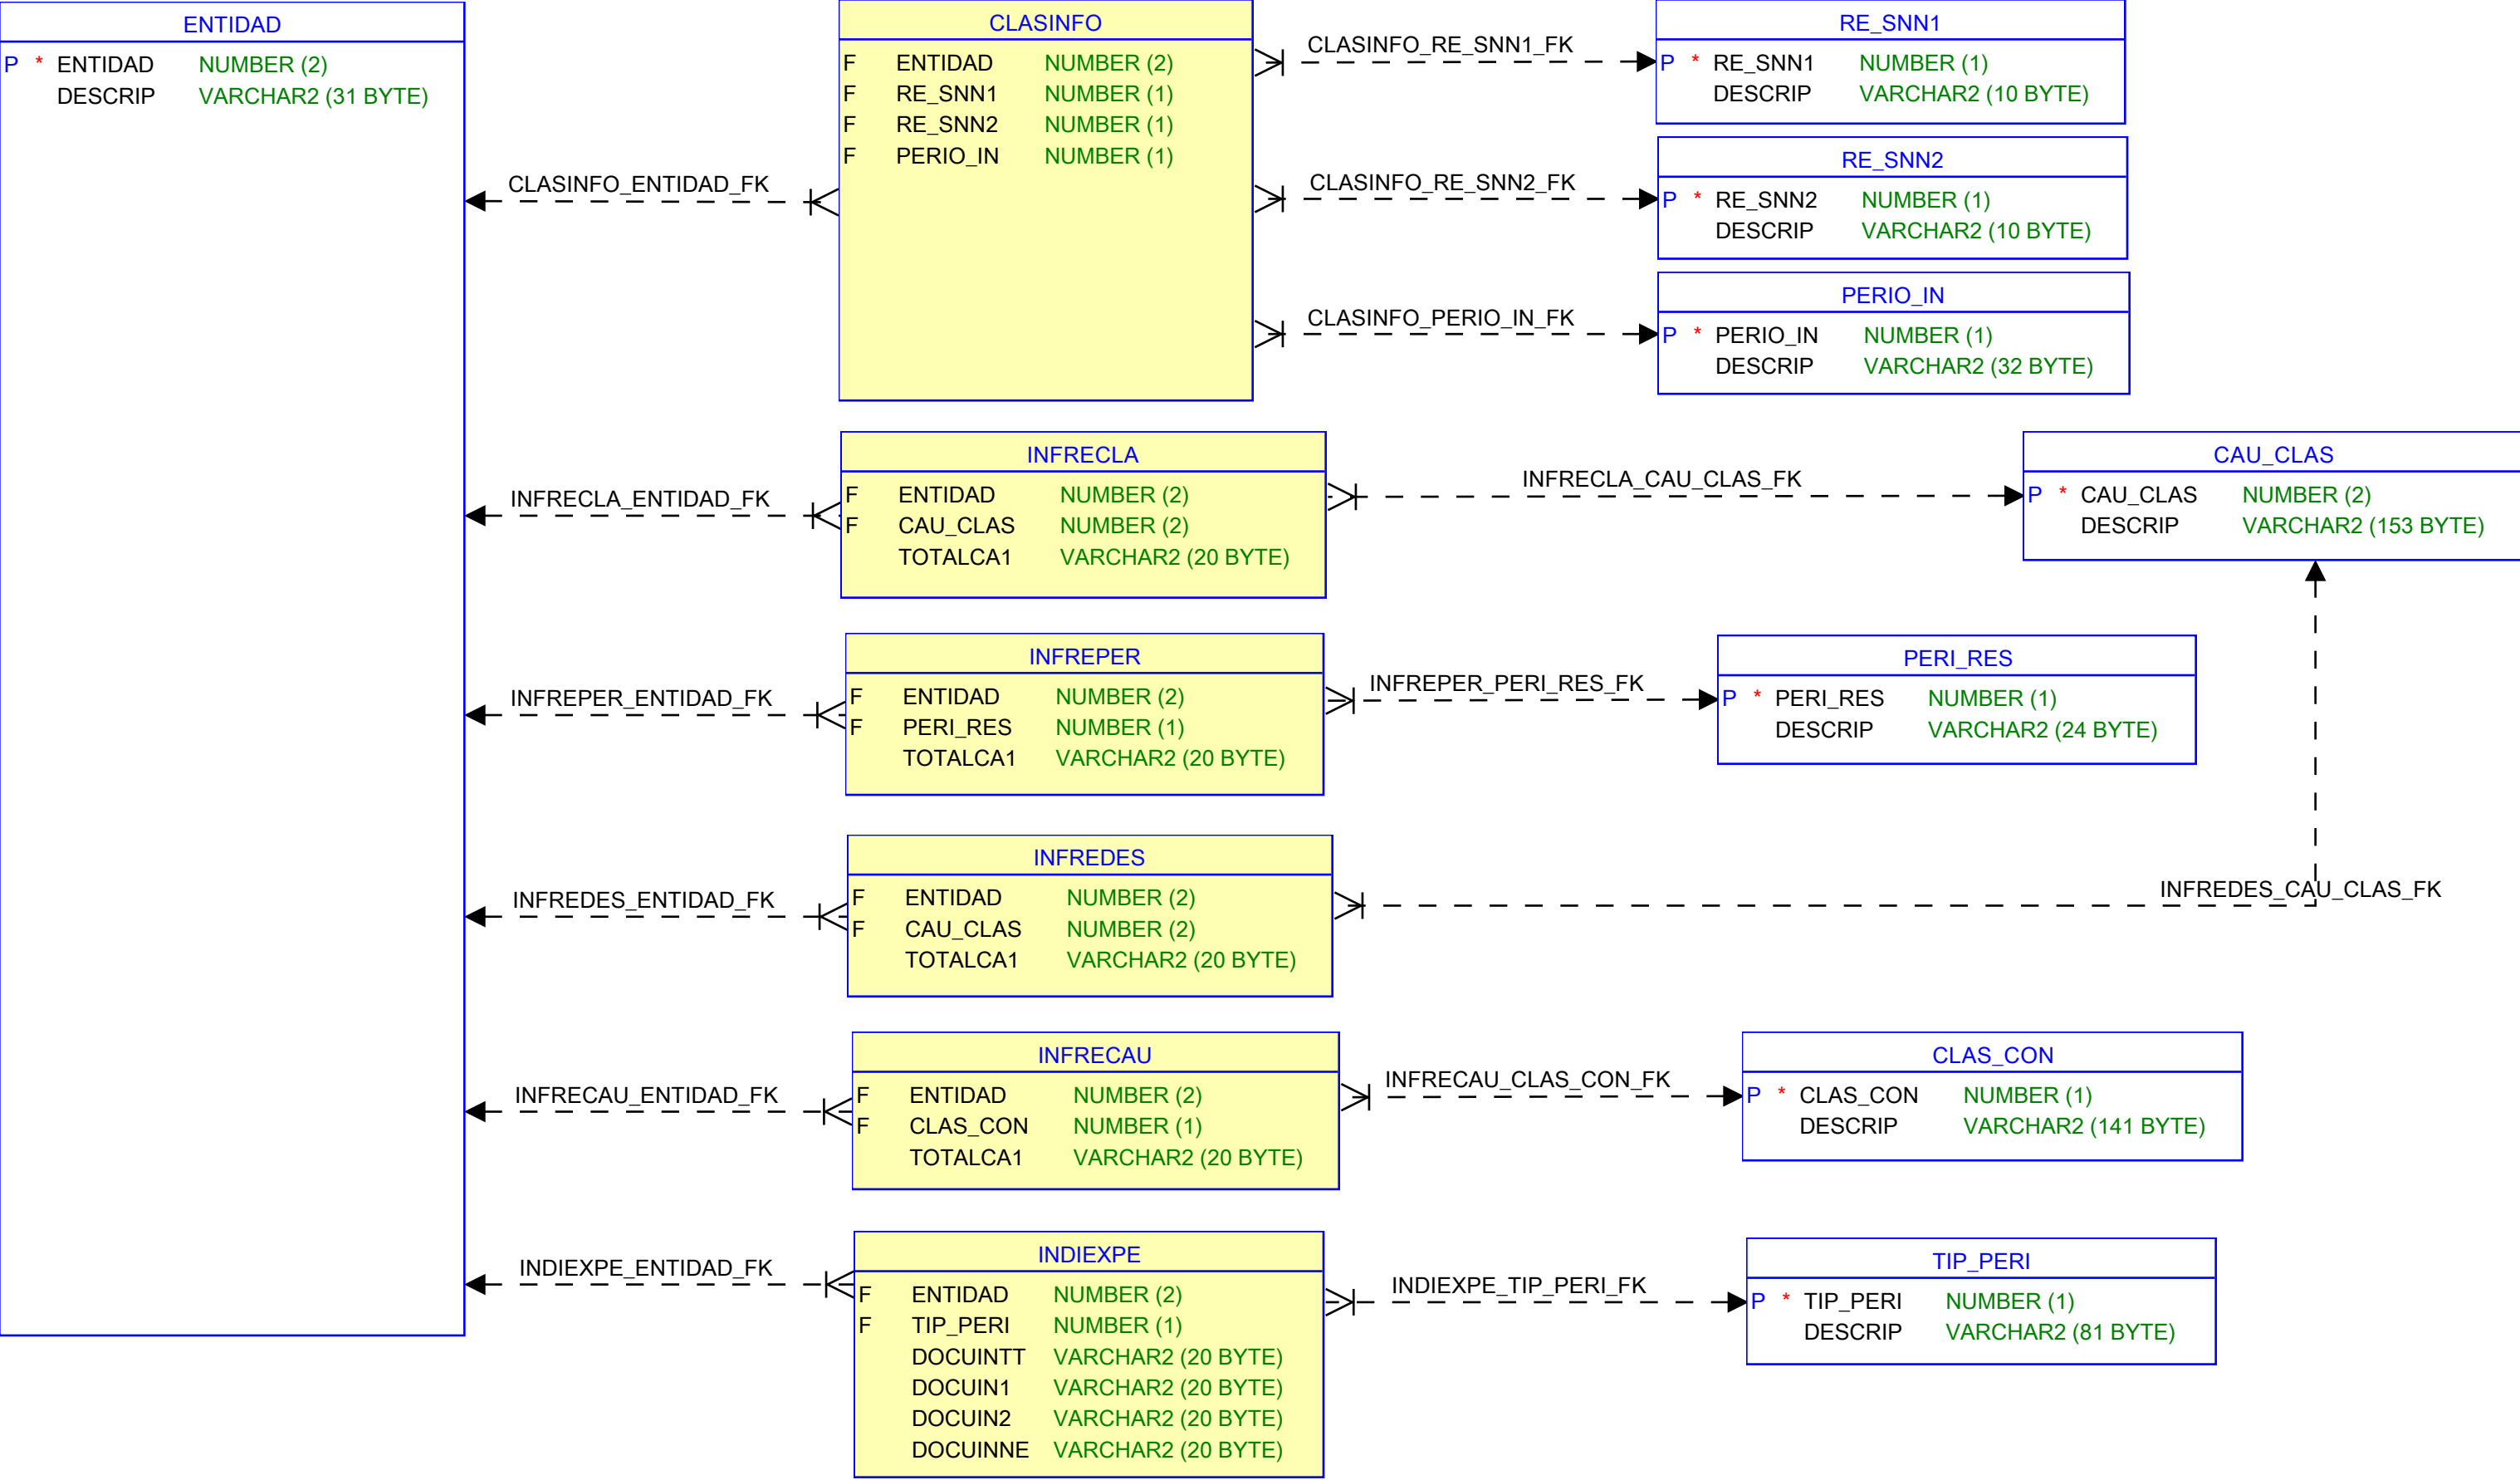 ENTIDAD
P * ENTIDAD NUMBER (2)
DESCRIP VARCHAR2 (31 BYTE)
CLASINFO_ENTIDAD_FK
INFRECLA_ENTIDAD_FK
INFREPER_ENTIDAD_FK
INFREDES_ENTIDAD_FK
INFRECAU_ENTIDAD_FK
INDIEXPE_ENTIDAD_FK
CLASINFO
F ENTIDAD NUMBER (2)
F RE_SNN1 NUMBER (1)
F RE_SNN2 NUMBER (1)
F PERIO_IN NUMBER (1)
CLASINFO_RE_SNN1_FK
CLASINFO_RE_SNN2_FK
CLASINFO_PERIO_IN_FK
RE_SNN1
P * RE_SNN1 NUMBER (1)
DESCRIP VARCHAR2 (10 BYTE)
RE_SNN2
P * RE_SNN2 NUMBER (1)
DESCRIP VARCHAR2 (10 BYTE)
PERIO_IN
P * PERIO_IN NUMBER (1)
DESCRIP VARCHAR2 (32 BYTE)
INFRECLA
F ENTIDAD NUMBER (2)
F CAU_CLAS NUMBER (2)
TOTALCA1 VARCHAR2 (20 BYTE)
INFRECLA_CAU_CLAS_FK
CAU_CLAS
P * CAU_CLAS NUMBER (2)
DESCRIP VARCHAR2 (153 BYTE)
INFREPER
F ENTIDAD NUMBER (2)
F PERI_RES NUMBER (1)
TOTALCA1 VARCHAR2 (20 BYTE)
INFREPER_PERI_RES_FK
PERI_RES
P * PERI_RES NUMBER (1)
DESCRIP VARCHAR2 (24 BYTE)
INFREDES
F ENTIDAD NUMBER (2)
F CAU_CLAS NUMBER (2)
TOTALCA1 VARCHAR2 (20 BYTE)
INFREDES_CAU_CLAS_FK
INFRECAU
F ENTIDAD NUMBER (2)
F CLAS_CON NUMBER (1)
TOTALCA1 VARCHAR2 (20 BYTE)
INFRECAU_CLAS_CON_FK
CLAS_CON
P * CLAS_CON NUMBER (1)
DESCRIP VARCHAR2 (141 BYTE)
INDIEXPE
F ENTIDAD NUMBER (2)
F TIP_PERI NUMBER (1)
DOCUINTT VARCHAR2 (20 BYTE)
DOCUIN1 VARCHAR2 (20 BYTE)
DOCUIN2 VARCHAR2 (20 BYTE)
DOCUINNE VARCHAR2 (20 BYTE)
INDIEXPE_TIP_PERI_FK
TIP_PERI
P * TIP_PERI NUMBER (1)
DESCRIP VARCHAR2 (81 BYTE)